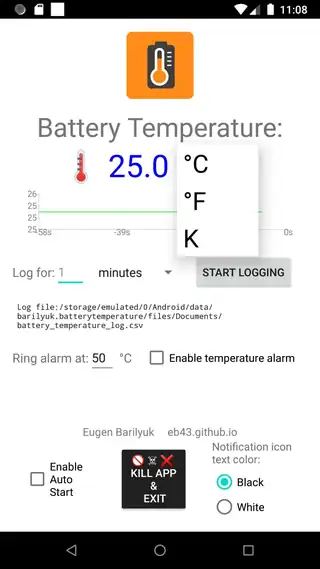 11:08
Battery Temperature:
25.0
°C
°F
K
26
25
25
25
-58s
-39s
0s
Log for: 1 minutes START LOGGING
Log file:/storage/emulated/0/Android/data/
barilyuk.batterytemperature/files/Documents/
battery_temperature_log.csv
Ring alarm at: 50 °C Enable temperature alarm
Eugen Barilyuk eb43.github.io
Enable
Auto
Start
KILL APP
&
EXIT
Notification icon
text color:
Black
White